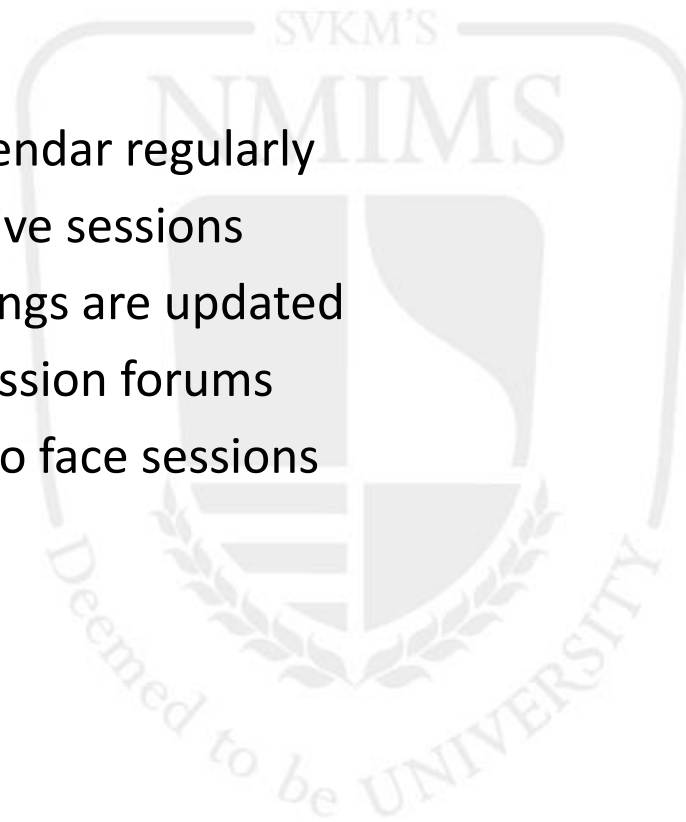 SVKM'S
NMIMS
endar regularly
ve sessions
ngs are updated
ssion forums
o face sessions
Deemed to be UNIVERSITY